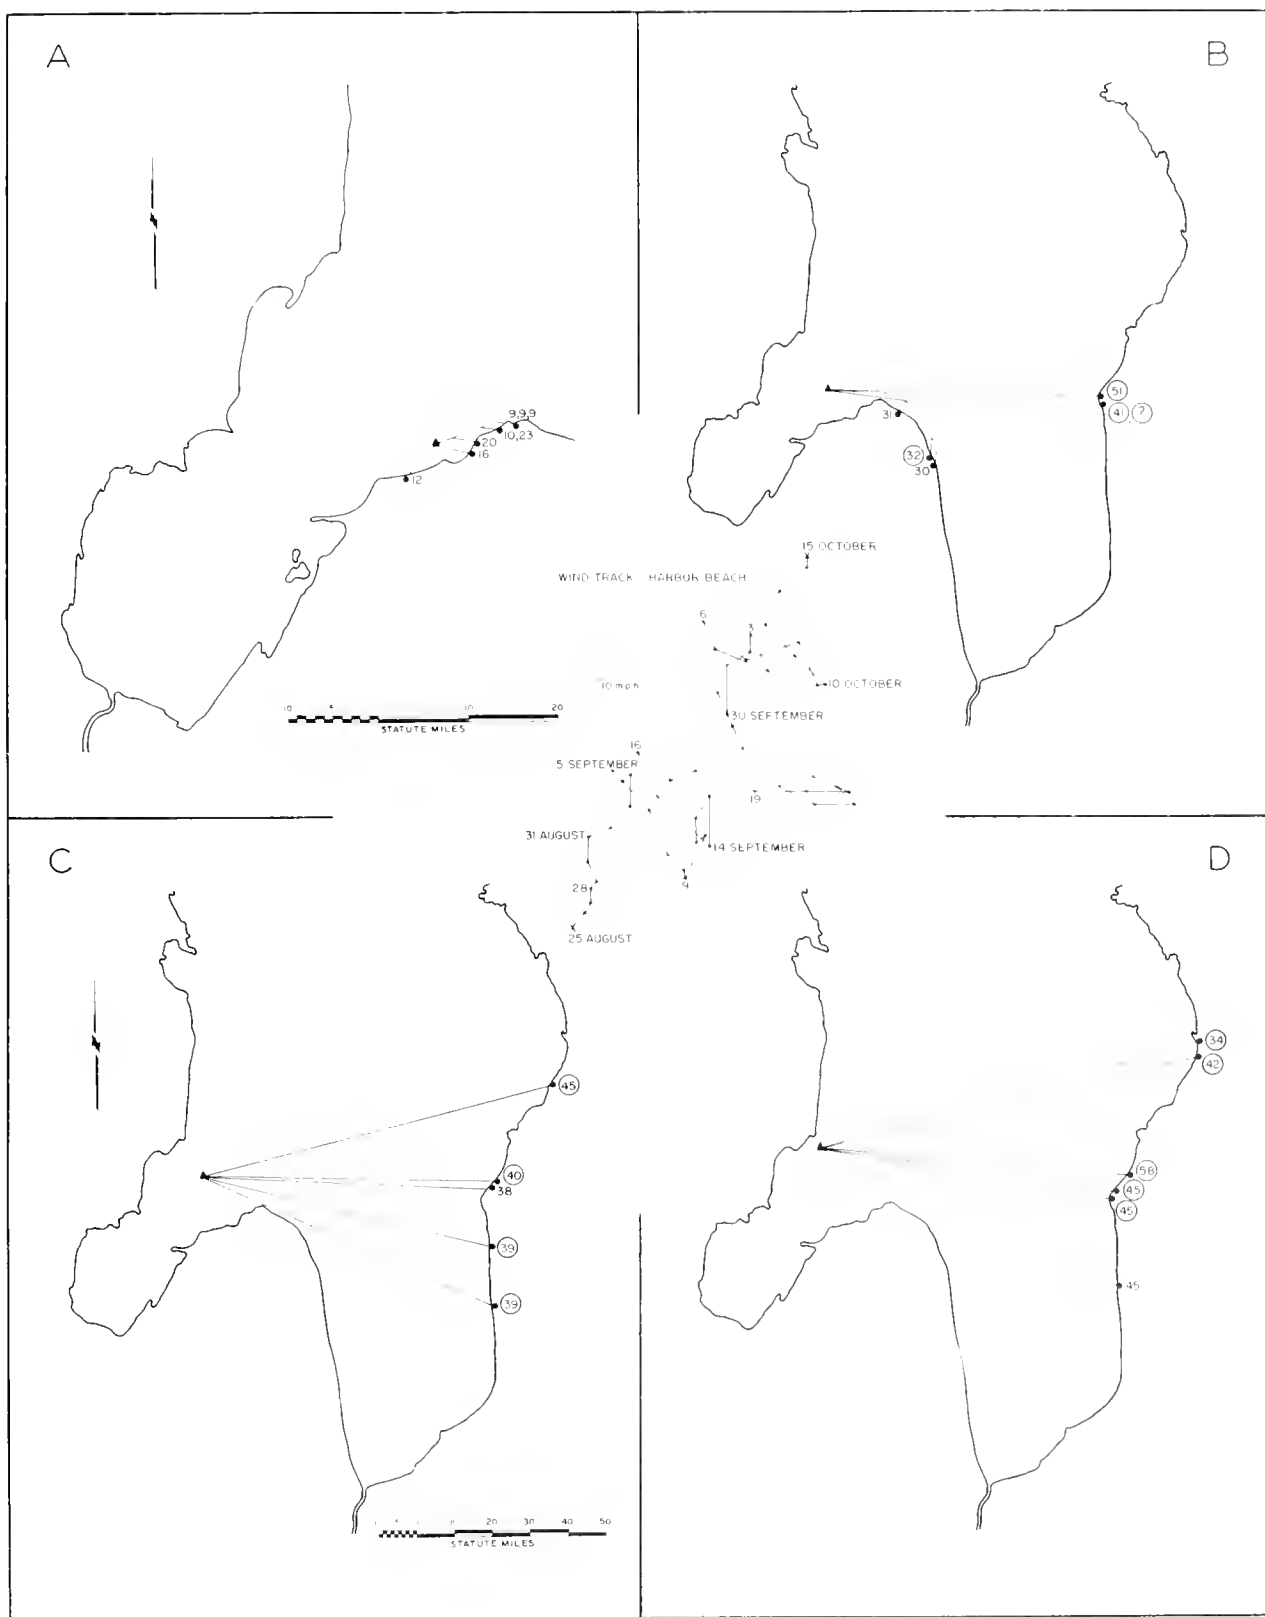 A
9,9,9
10,23
20
16
12
10 5 10 20
STATUTE MILES
B
51
41, ?
31
32
30
WIND TRACK HARBOR BEACH
15 OCTOBER
6
3
10 mph
10 OCTOBER
30 SEPTEMBER
16
5 SEPTEMBER
19
31 AUGUST
14 SEPTEMBER
28
9
25 AUGUST
C
45
40
38
39
39
20 30 40 50
STATUTE MILES
D
34
42
58
45
45
45